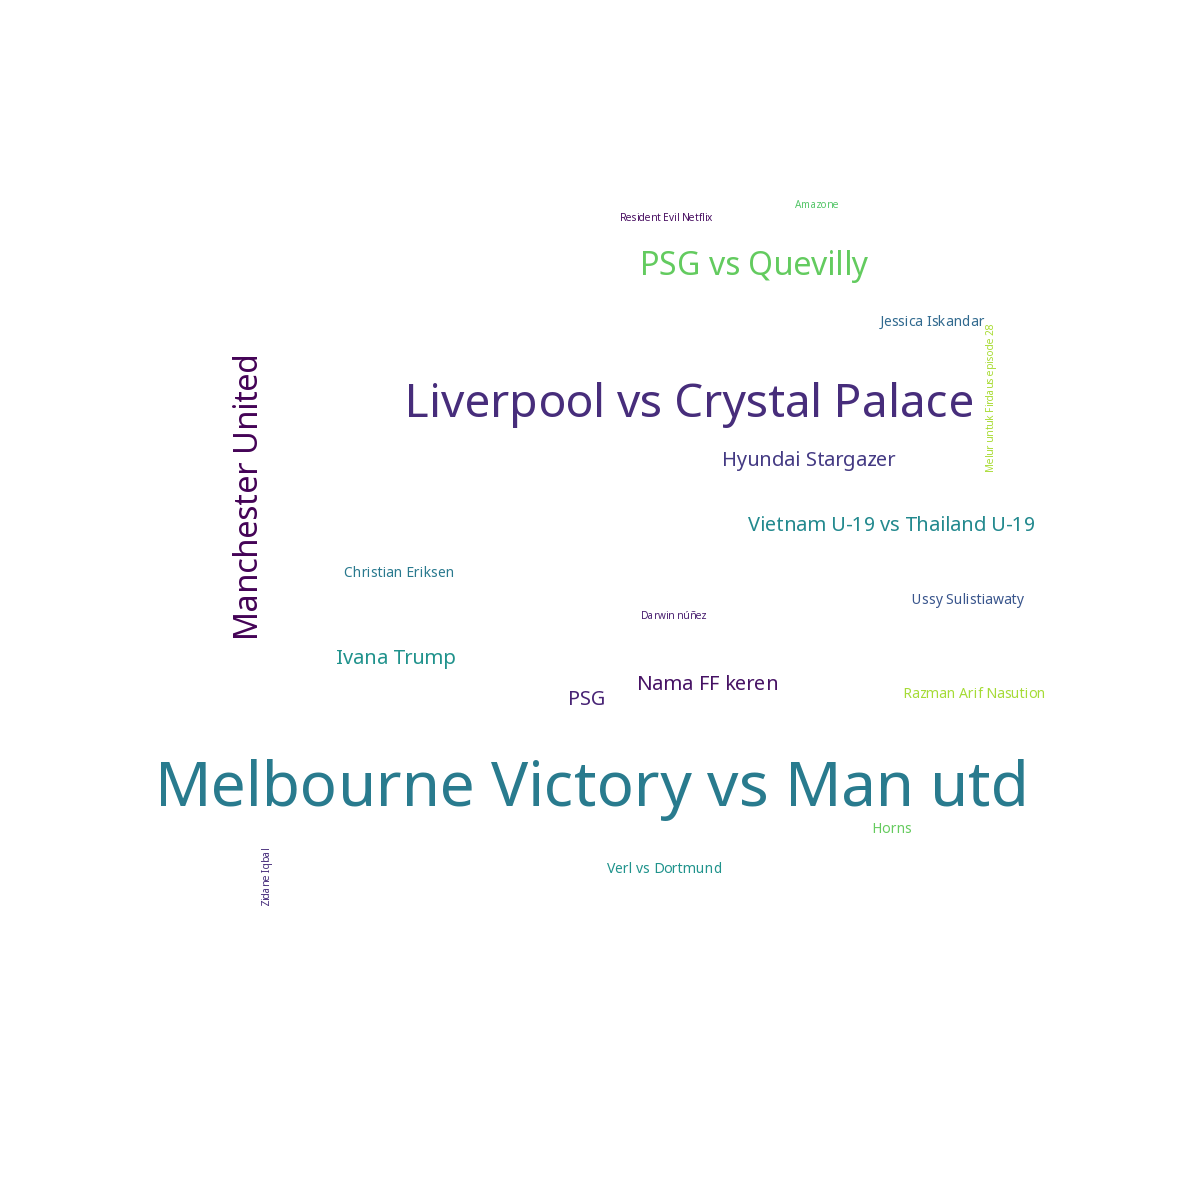 Amazone
Resident Evil Netflix
PSG vs Quevilly
Jessica Iskandar
Melur untuk Firdaus episode 28
Manchester United
Liverpool vs Crystal Palace
Hyundai Stargazer
Vietnam U-19 vs Thailand U-19
Christian Eriksen
Ussy Sulistiawaty
Darwin núñez
Ivana Trump
Nama FF keren
PSG
Razman Arif Nasution
Melbourne Victory vs Man utd
Horns
Zidane Iqbal
Verl vs Dortmund